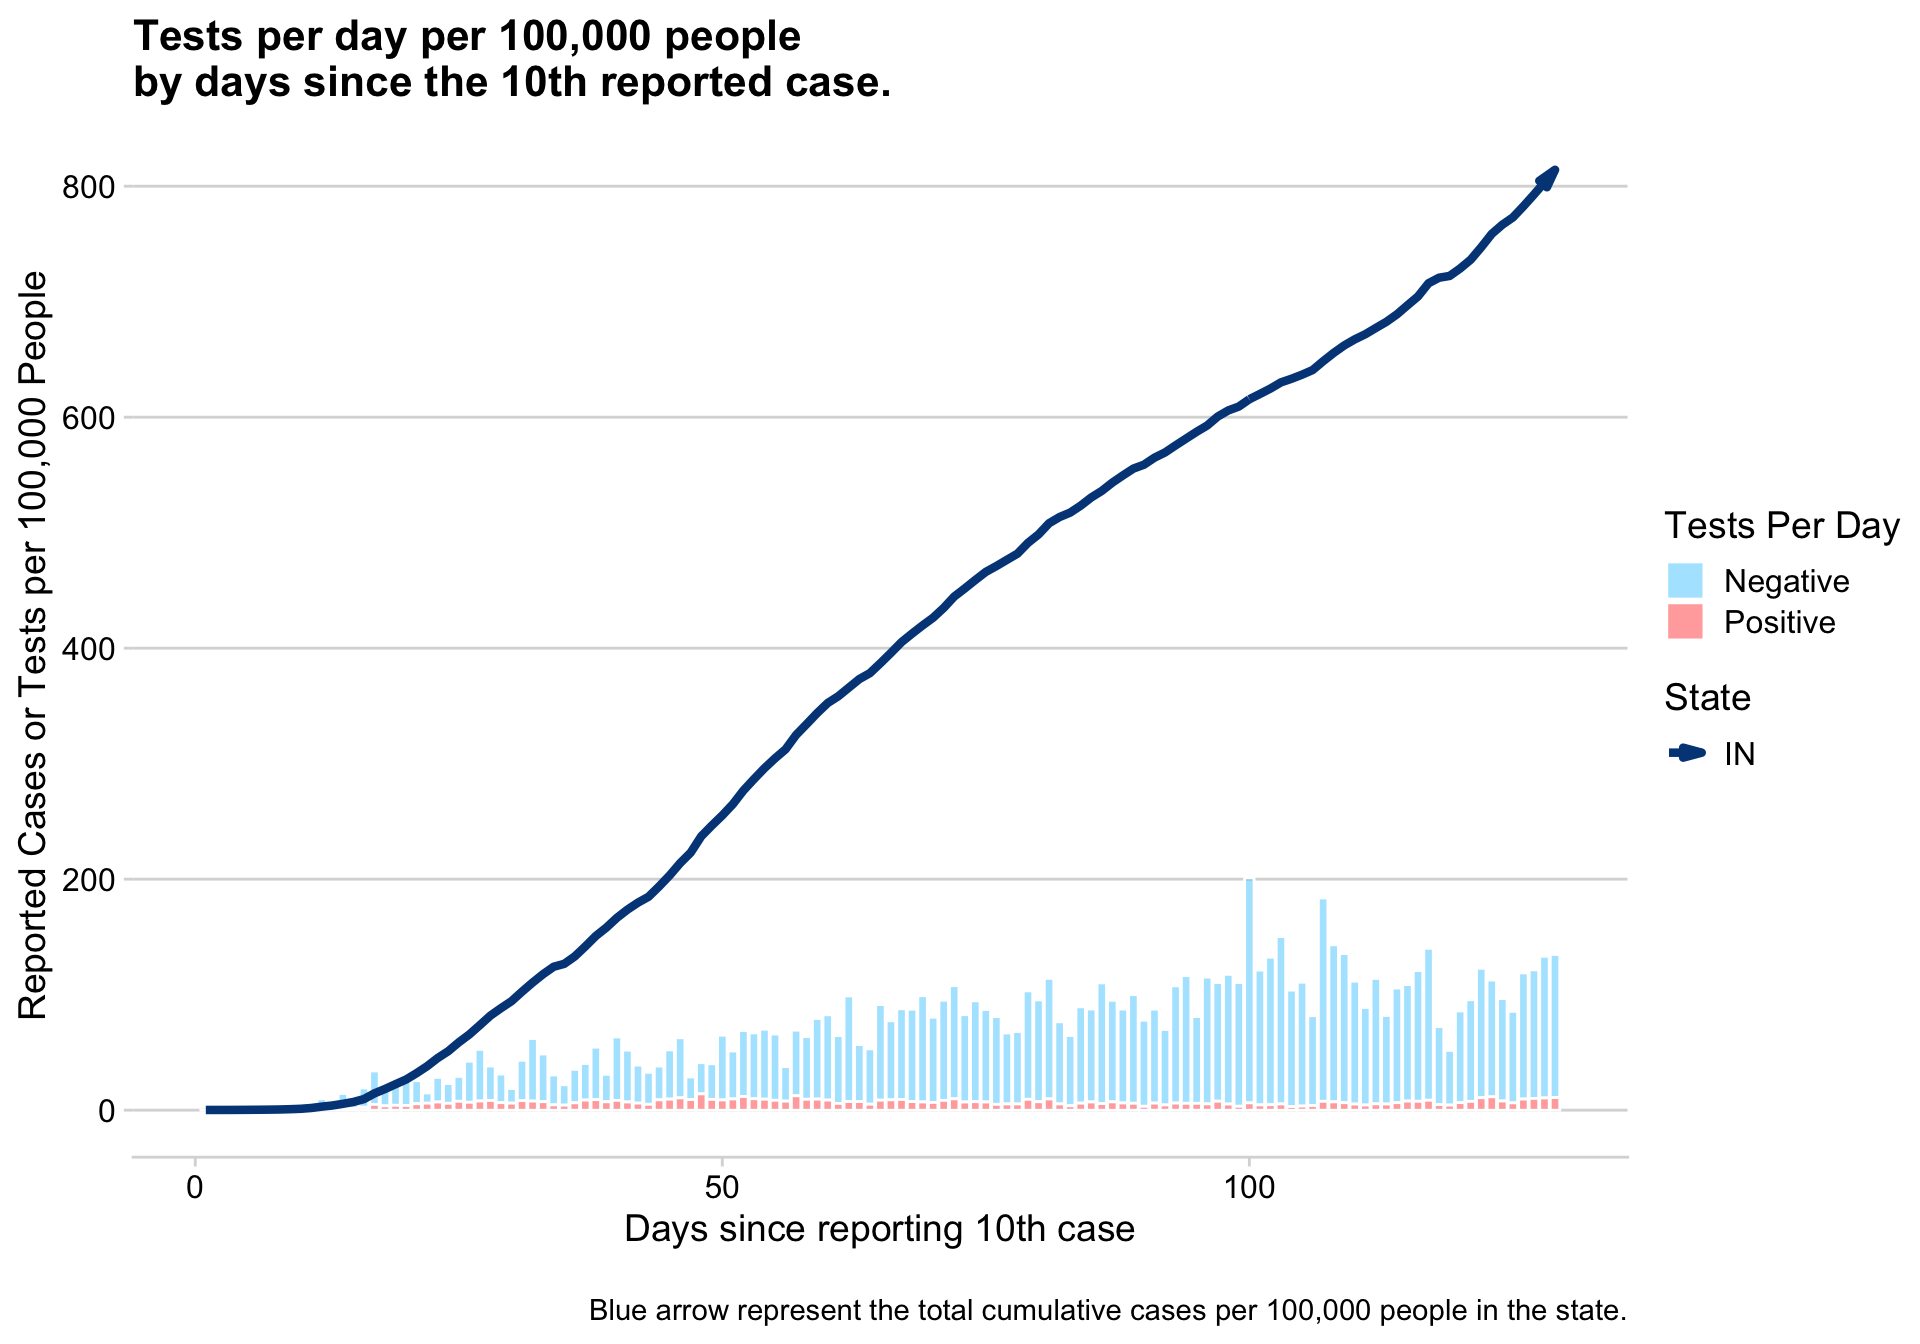 Tests per day per 100,000 people
by days since the 10th reported case.
Reported Cases or Tests per 100,000 People
800
600
400
200
0
0
50
100
Days since reporting 10th case
Tests Per Day
Negative
Positive
State
IN
Blue arrow represent the total cumulative cases per 100,000 people in the state.